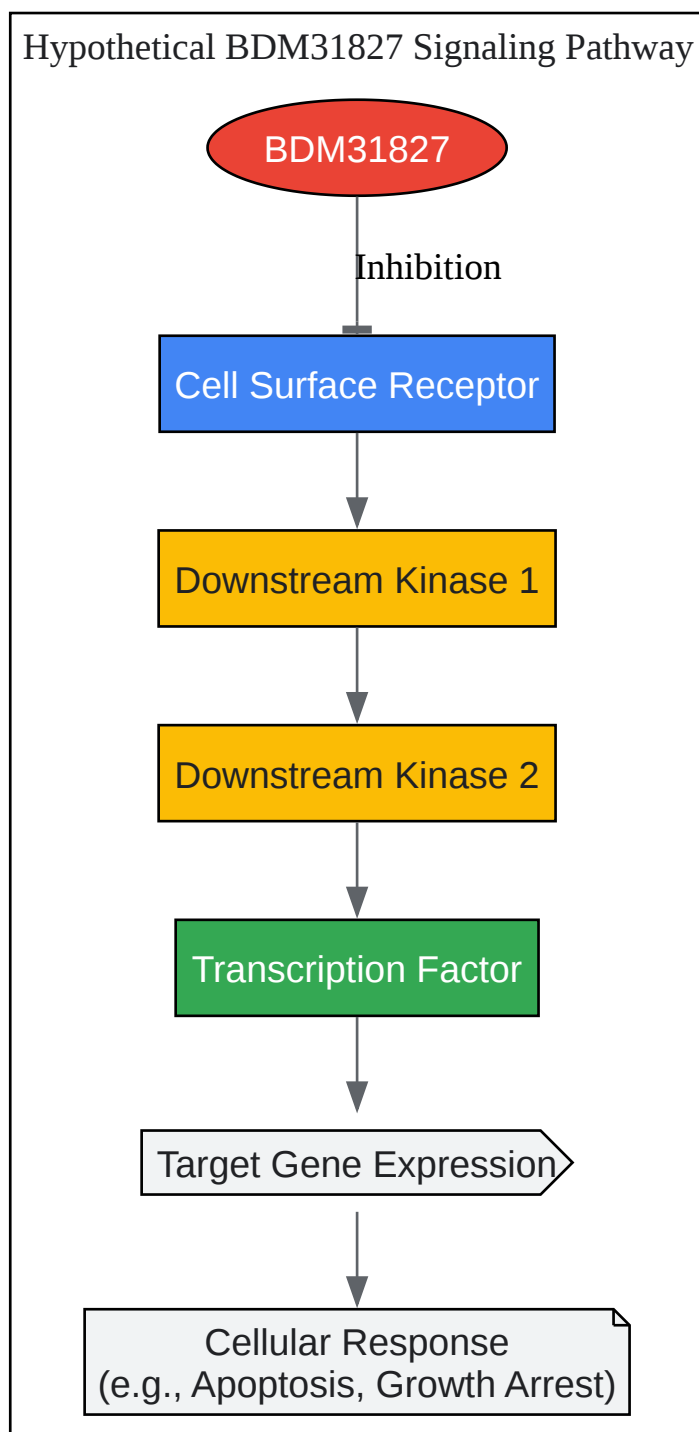 Hypothetical BDM31827 Signaling Pathway
BDM31827
Inhibition
Cell Surface Receptor
Downstream Kinase 1
Downstream Kinase 2
Transcription Factor
Target Gene Expression
Cellular Response
(e.g., Apoptosis, Growth Arrest)